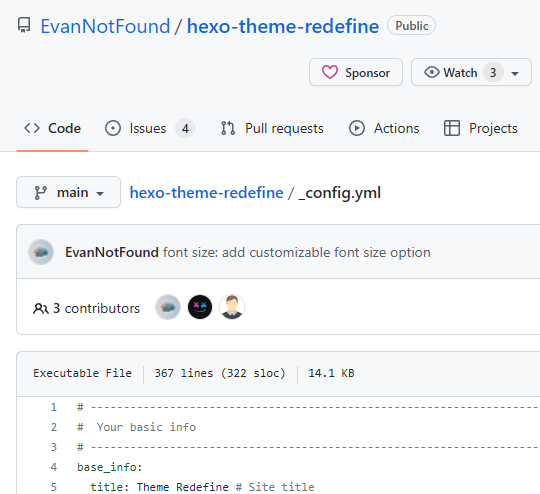 EvanNotFound / hexo-theme-redefine Public
Sponsor Watch 3
Code Issues 4 Pull requests Actions Projects
main hexo-theme-redefine / _config.yml
EvanNotFound font size: add customizable font size option
3 contributors
Executable File 367 lines (322 sloc) 14.1 KB
1 # ---------------------------------------------------------------------
2 # Your basic info
3 # ---------------------------------------------------------------------
4 base_info:
5 title: Theme Redefine # Site title